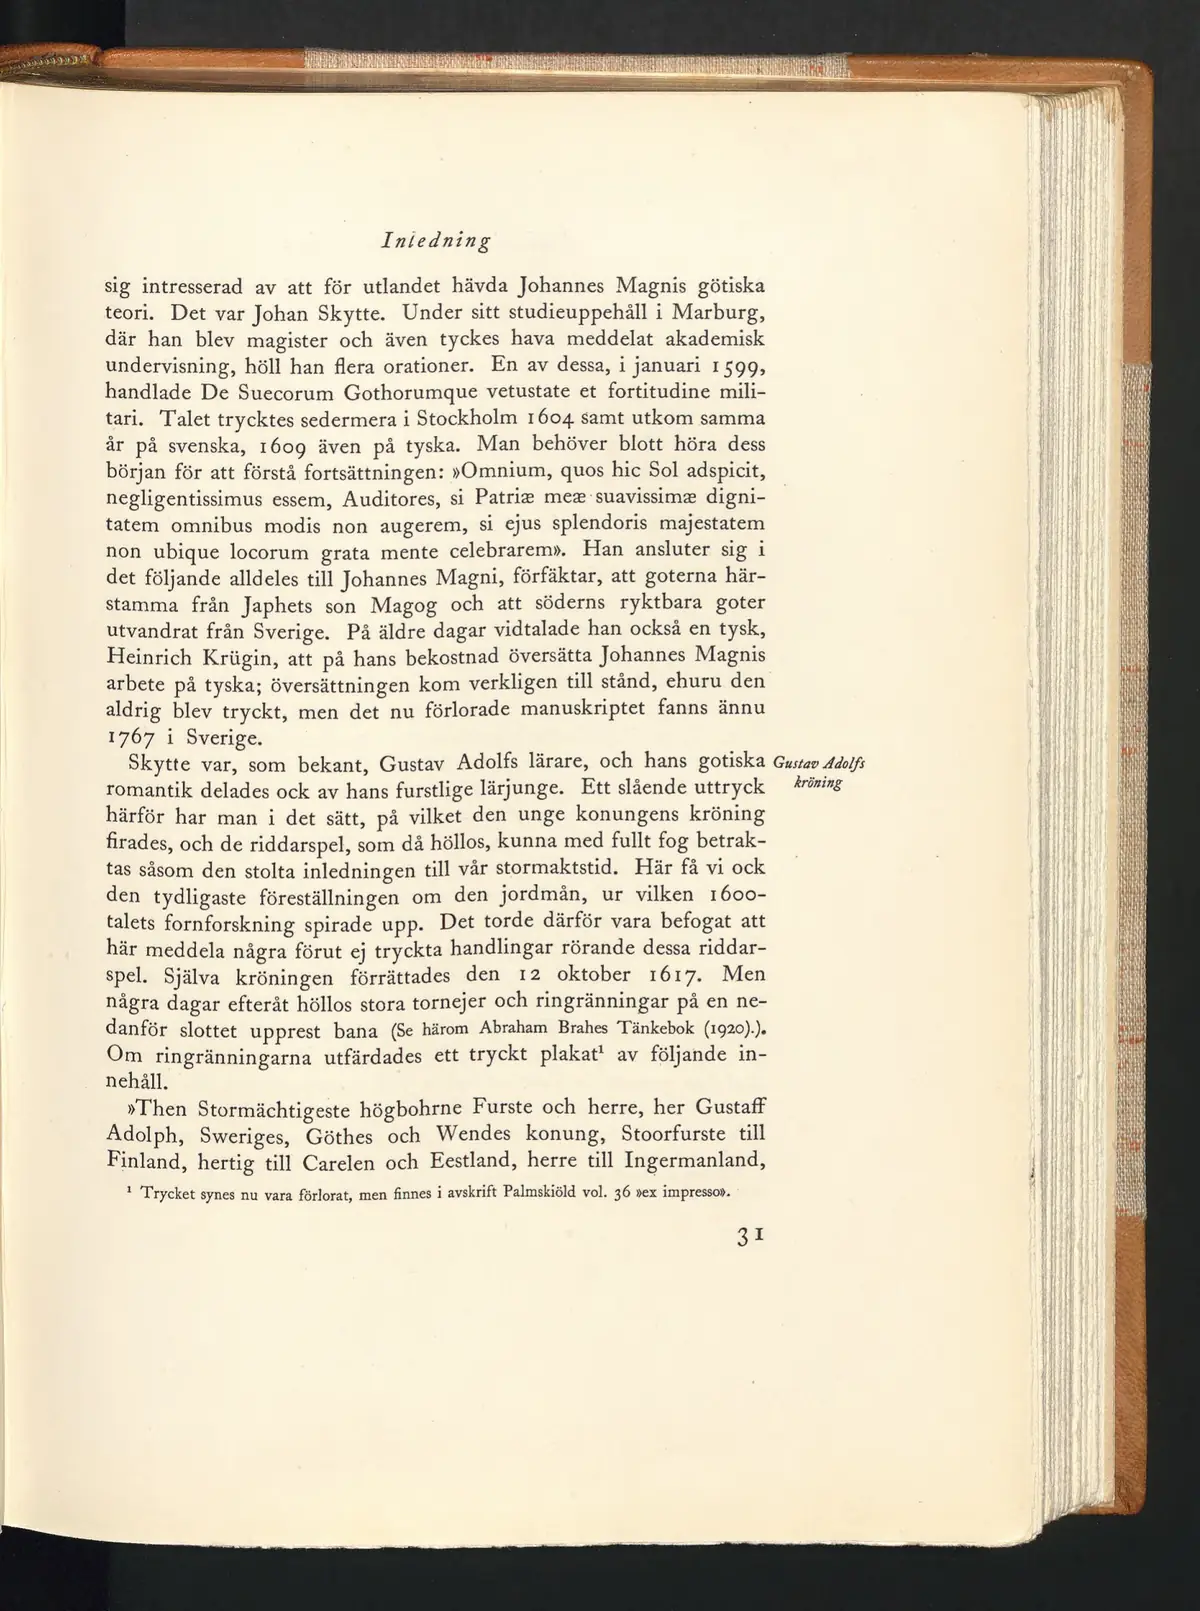 Inledning
sig intresserad av att för utlandet hävda Johannes Magnis götiska
teori. Det var Johan Skytte. Under sitt studieuppehåll i Marburg,
där han blev magister och även tyckes hava meddelat akademisk
undervisning, höll han flera orationer. En av dessa, i januari 1599,
handlade De Suecorum Gothorumque vetustate et fortitudine mili-
tari. Talet trycktes sedermera i Stockholm 1604 samt utkom samma
år på svenska, 1609 även på tyska. Man behöver blott höra dess
början för att förstå fortsättningen: »Omnium, quos hic Sol adspicit,
negligentissimus essem, Auditores, si Patriæ meæ suavissimæ digni-
tatem omnibus modis non augerem, si ejus splendoris majestatem
non ubique locorum grata mente celebrarem». Han ansluter sig i
det följande alldeles till Johannes Magni, förfäktar, att goterna här-
stamma från Japhets son Magog och att söderns ryktbara goter
utvandrat från Sverige. På äldre dagar vidtalade han också en tysk,
Heinrich Krügin, att på hans bekostnad översätta Johannes Magnis
arbete på tyska; översättningen kom verkligen till stånd, ehuru den
aldrig blev tryckt, men det nu förlorade manuskriptet fanns ännu
1767 i Sverige.
Skytte var, som bekant, Gustav Adolfs lärare, och hans gotiska
romantik delades ock av hans furstlige lärjunge. Ett slående uttryck
härför har man i det sätt, på vilket den unge konungens kröning
firades, och de riddarspel, som då höllos, kunna med fullt fog betrak-
tas såsom den stolta inledningen till vår stormaktstid. Här få vi ock
den tydligaste föreställningen om den jordmån, ur vilken 1600-
talets fornforskning spirade upp. Det torde därför vara befogat att
här meddela några förut ej tryckta handlingar rörande dessa riddar-
spel. Själva kröningen förrättades den 12 oktober 1617. Men
några dagar efteråt höllos stora tornejer och ringränningar på en ne-
danför slottet upprest bana (Se härom Abraham Brahes Tänkebok (1920).).
Om ringränningarna utfärdades ett tryckt plakat¹ av följande in-
nehåll.
»Then Stormächtigeste högbohrne Furste och herre, her Gustaff
Adolph, Sweriges, Göthes och Wendes konung, Stoorfurste till
Finland, hertig till Carelen och Eestland, herre till Ingermanland,
Gustav Adolfs
kröning
¹ Trycket synes nu vara förlorat, men finnes i avskrift Palmskiöld vol. 36 »ex impresso».
31